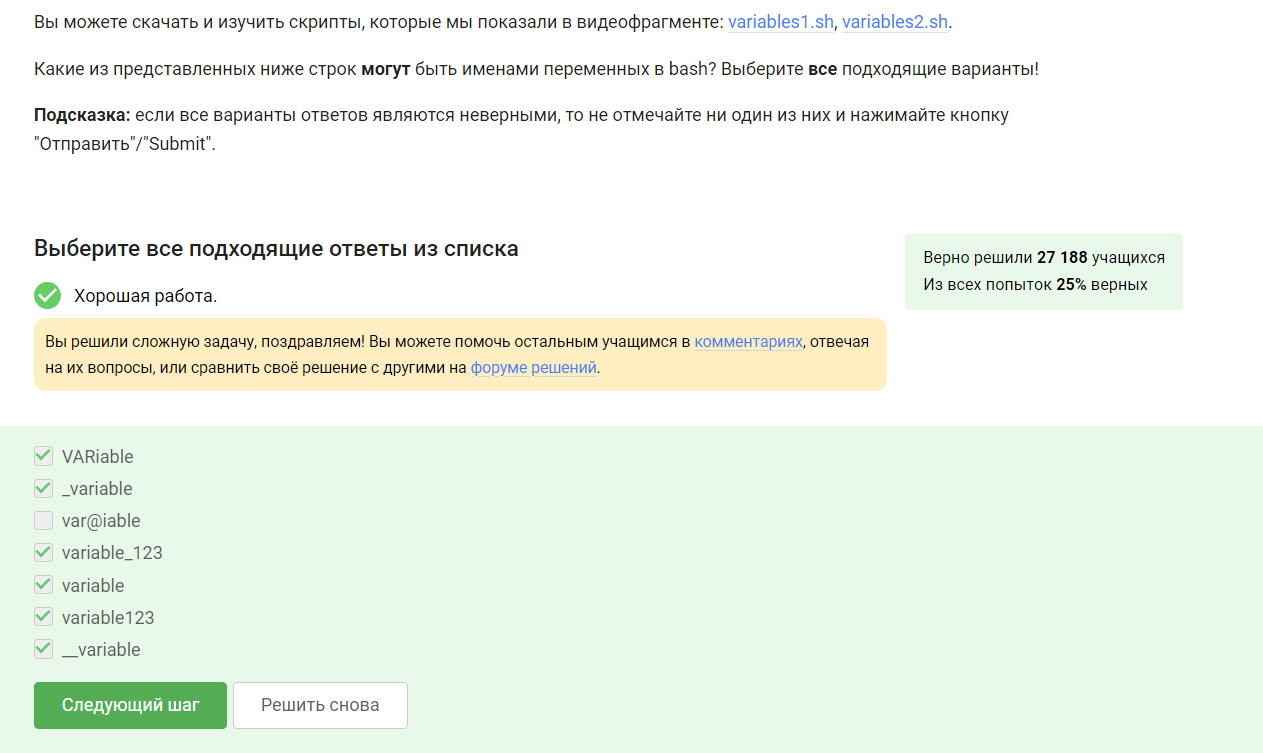 Вы можете скачать и изучить скрипты, которые мы показали в видеофрагменте: variables1.sh, variables2.sh.
Какие из представленных ниже строк могут быть именами переменных в bash? Выберите все подходящие варианты!
Подсказка: если все варианты ответов являются неверными, то не отмечайте ни один из них и нажимайте кнопку
"Отправить"/"Submit".
Выберите все подходящие ответы из списка
Верно решили 27 188 учащихся
Из всех попыток 25% верных
Хорошая работа.
Вы решили сложную задачу, поздравляем! Вы можете помочь остальным учащимся в комментариях, отвечая
на их вопросы, или сравнить своё решение с другими на форуме решений.
VARiable
_variable
var@iable
variable_123
variable
variable123
__variable
Следующий шаг
Решить снова